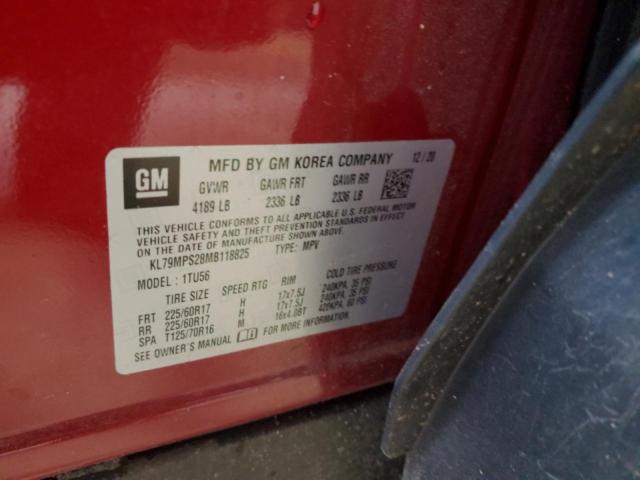 GM
MFD BY GM KOREA COMPANY 12 / 20
GVWR GAWR FRT GAWR RR
4189 LB 2336 LB 2336 LB
THIS VEHICLE CONFORMS TO ALL APPLICABLE U.S. FEDERAL MOTOR
VEHICLE SAFETY AND THEFT PREVENTION STANDARDS IN EFFECT
ON THE DATE OF MANUFACTURE SHOWN ABOVE.
KL79MPS28MB118825 TYPE: MPV
MODEL : 1TU56
TIRE SIZE SPEED RTG RIM COLD TIRE PRESSURE
FRT 225/60R17 H 17x7.5J 240KPA, 35 PSI
RR 225/60R17 H 17x7.5J 240KPA, 35 PSI
SPA T125/70R16 M 16x4.0BT 420KPA, 60 PSI
SEE OWNER'S MANUAL FOR MORE INFORMATION.